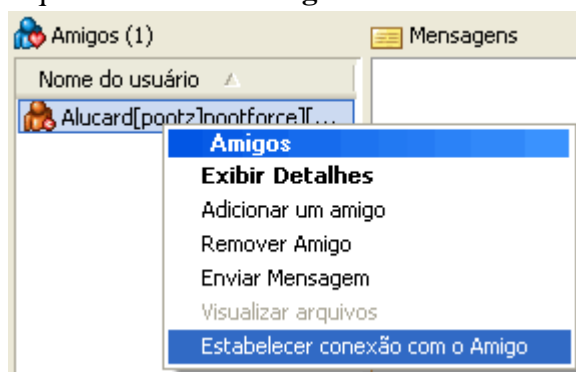 Amigos (1)
Mensagens
Nome do usuário
Alucard[pgotz]pootforce][...
Amigos
Exibir Detalhes
Adicionar um amigo
Remover Amigo
Enviar Mensagem
Visualizar arquivos
Estabelecer conexão com o Amigo